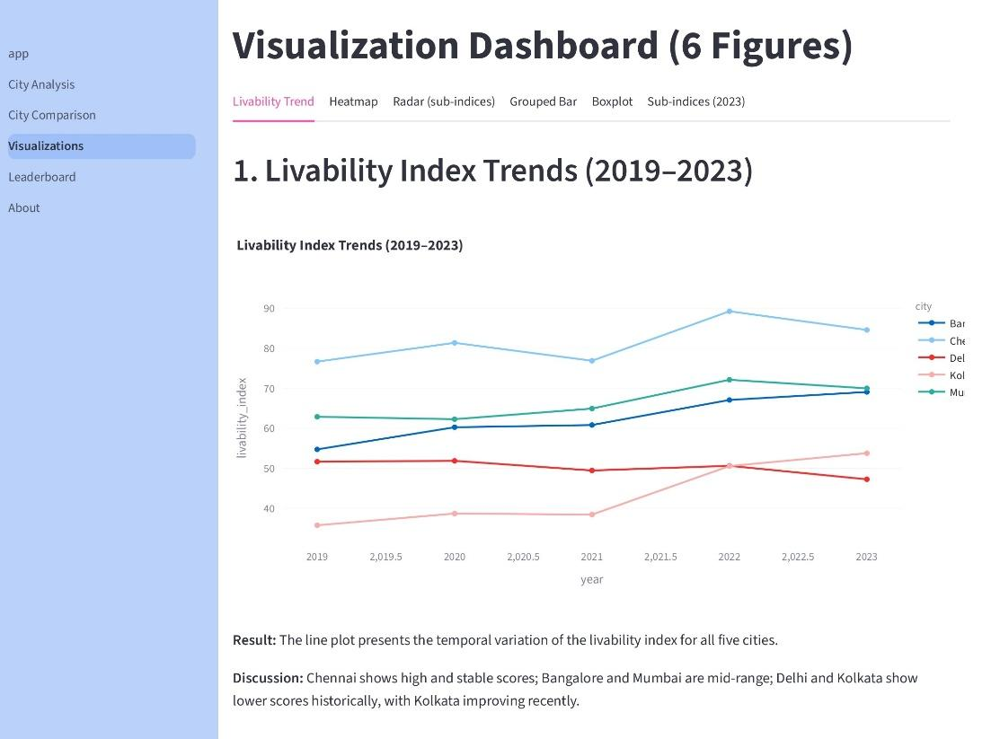 app
City Analysis
City Comparison
Visualizations
Leaderboard
About
Visualization Dashboard (6 Figures)
Livability Trend Heatmap Radar (sub-indices) Grouped Bar Boxplot Sub-indices (2023)
1. Livability Index Trends (2019–2023)
Livability Index Trends (2019–2023)
90
80
70
60
50
40
livability_index
2019 2,019.5 2020 2,020.5 2021 2,021.5 2022 2,022.5 2023
year
city
Ban
Che
Del
Kol
Mu
Result: The line plot presents the temporal variation of the livability index for all five cities.
Discussion: Chennai shows high and stable scores; Bangalore and Mumbai are mid-range; Delhi and Kolkata show
lower scores historically, with Kolkata improving recently.